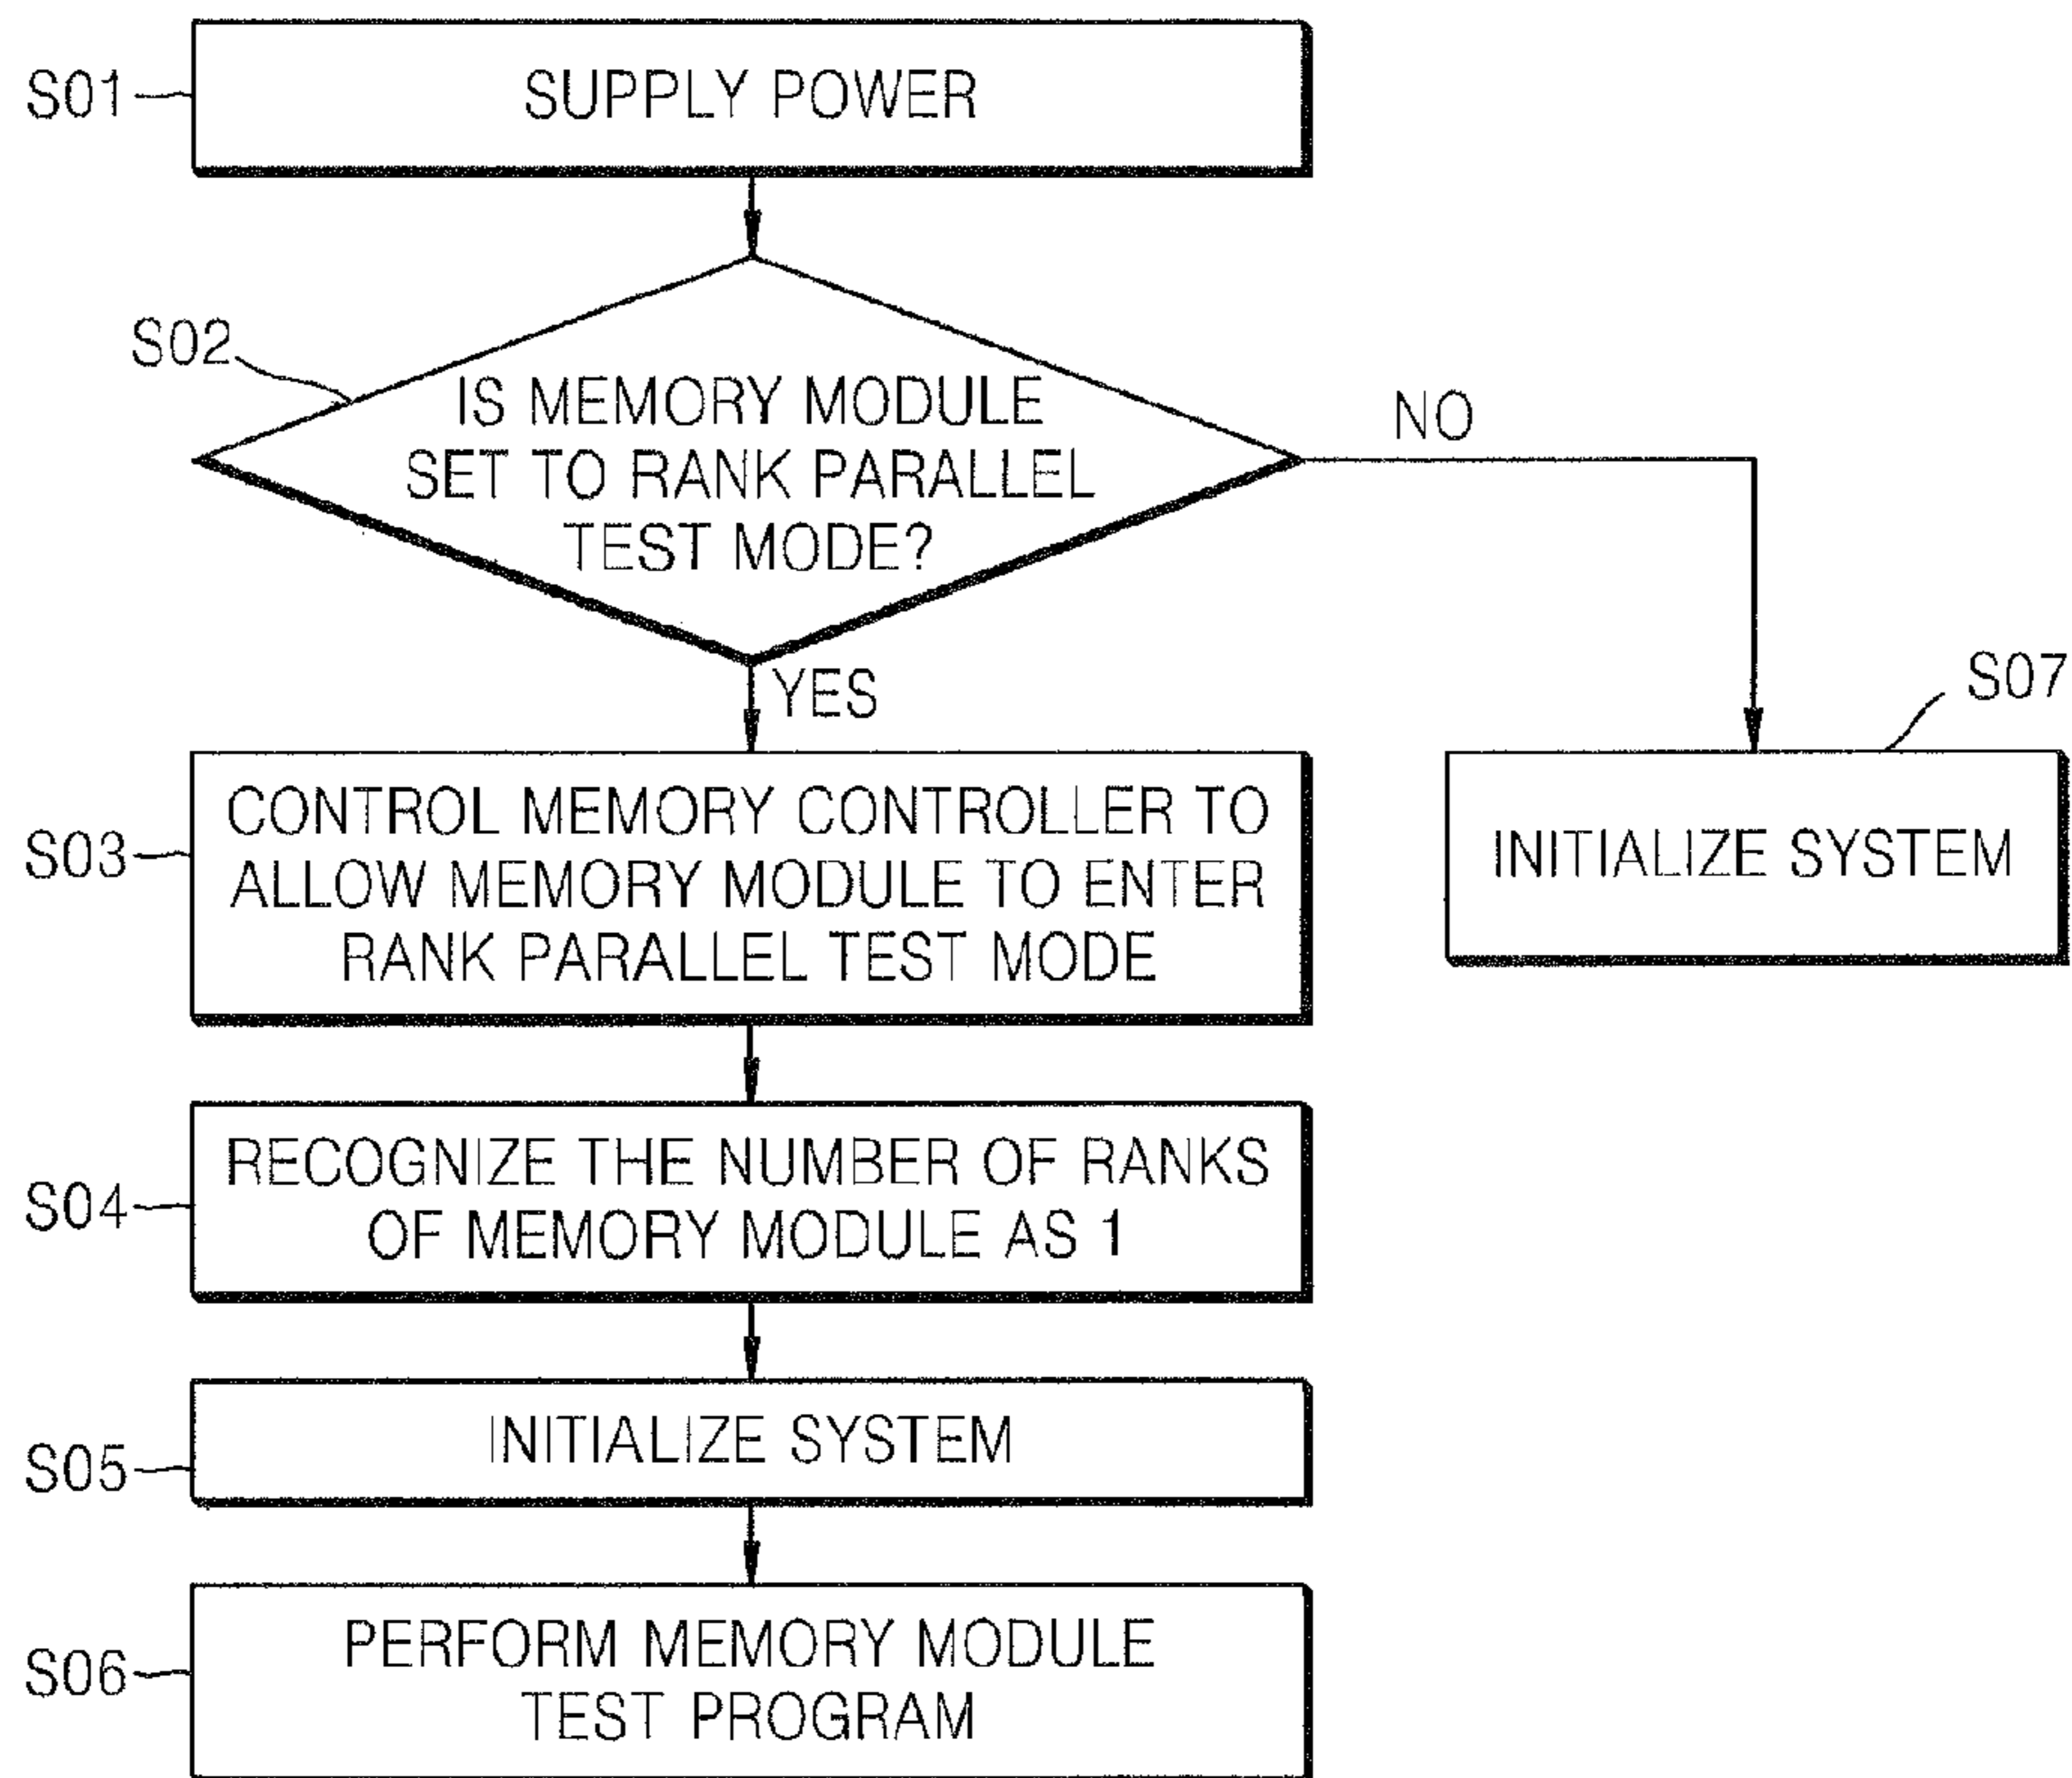 S01
SUPPLY POWER
S02
IS MEMORY MODULE
SET TO RANK PARALLEL
TEST MODE?
NO
YES
S03
CONTROL MEMORY CONTROLLER TO
ALLOW MEMORY MODULE TO ENTER
RANK PARALLEL TEST MODE
S07
INITIALIZE SYSTEM
S04
RECOGNIZE THE NUMBER OF RANKS
OF MEMORY MODULE AS 1
S05
INITIALIZE SYSTEM
S06
PERFORM MEMORY MODULE
TEST PROGRAM